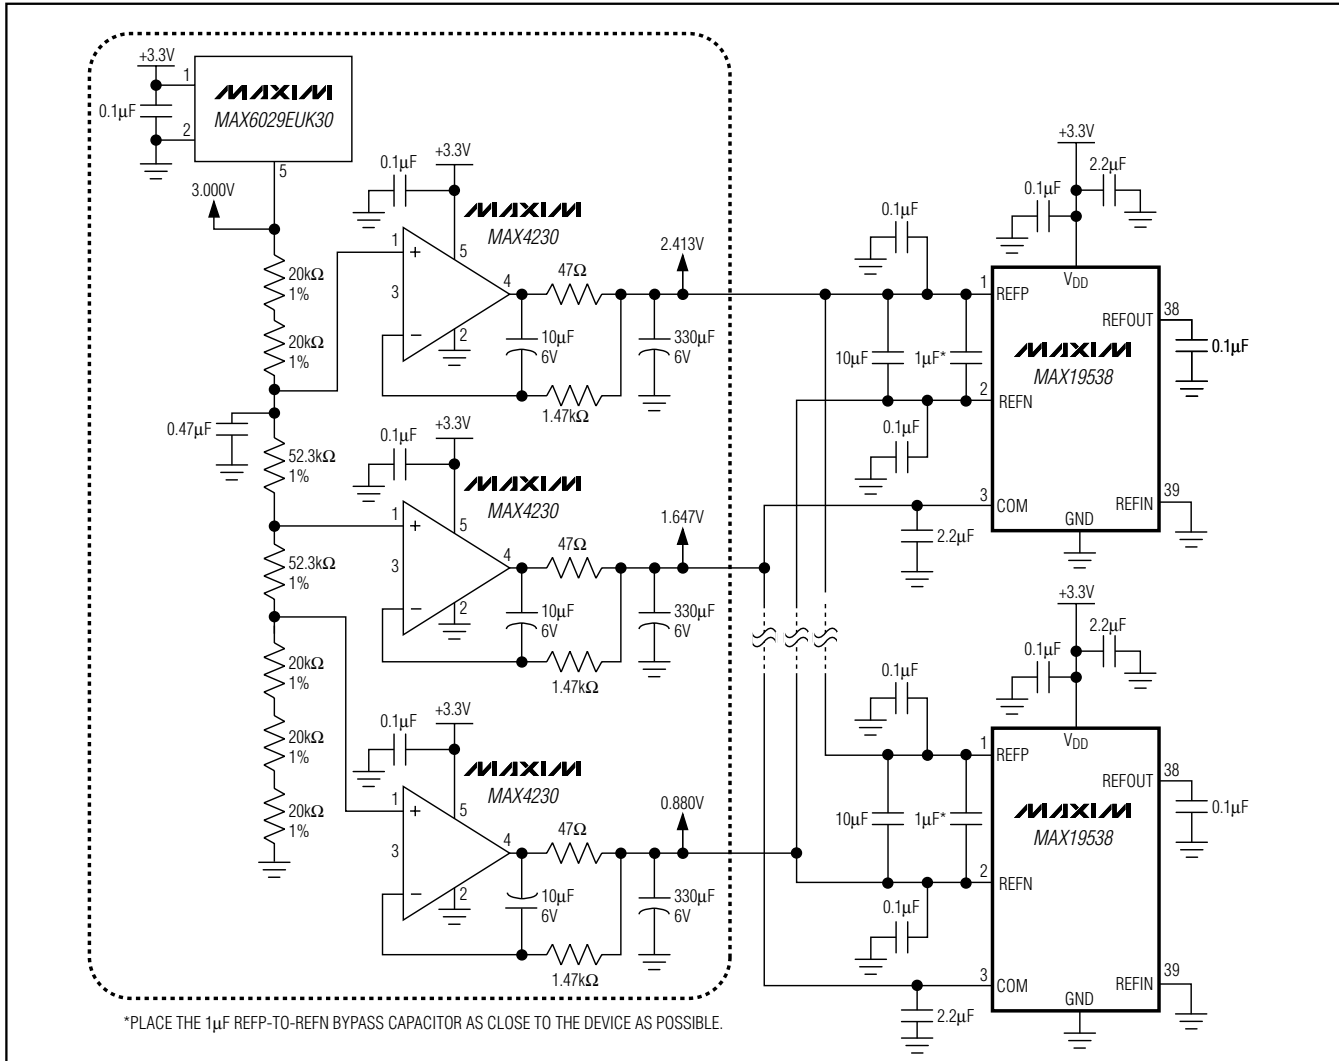 +3.3V
1
MAXIM
MAX6029EUK30
0.1µF
2
5
3.000V
20kΩ
1%
20kΩ
1%
0.47µF
52.3kΩ
1%
52.3kΩ
1%
20kΩ
1%
20kΩ
1%
20kΩ
1%
+3.3V
0.1µF
MAXIM
MAX4230
1
+
5
3
4
−
2
47Ω
10µF
6V
1.47kΩ
330µF
6V
2.413V
+3.3V
0.1µF
MAXIM
MAX4230
1
+
5
3
4
−
2
47Ω
10µF
6V
1.47kΩ
330µF
6V
1.647V
+3.3V
0.1µF
MAXIM
MAX4230
1
+
5
3
4
−
2
47Ω
10µF
6V
1.47kΩ
330µF
6V
0.880V
+3.3V
2.2µF
0.1µF
0.1µF
VDD
1
REFP
38
REFOUT
0.1µF
MAXIM
MAX19538
10µF
1µF*
2
REFN
0.1µF
3
COM
39
REFIN
GND
2.2µF
+3.3V
2.2µF
0.1µF
0.1µF
VDD
1
REFP
38
REFOUT
0.1µF
MAXIM
MAX19538
10µF
1µF*
2
REFN
0.1µF
3
COM
39
REFIN
GND
2.2µF
*PLACE THE 1µF REFP-TO-REFN BYPASS CAPACITOR AS CLOSE TO THE DEVICE AS POSSIBLE.